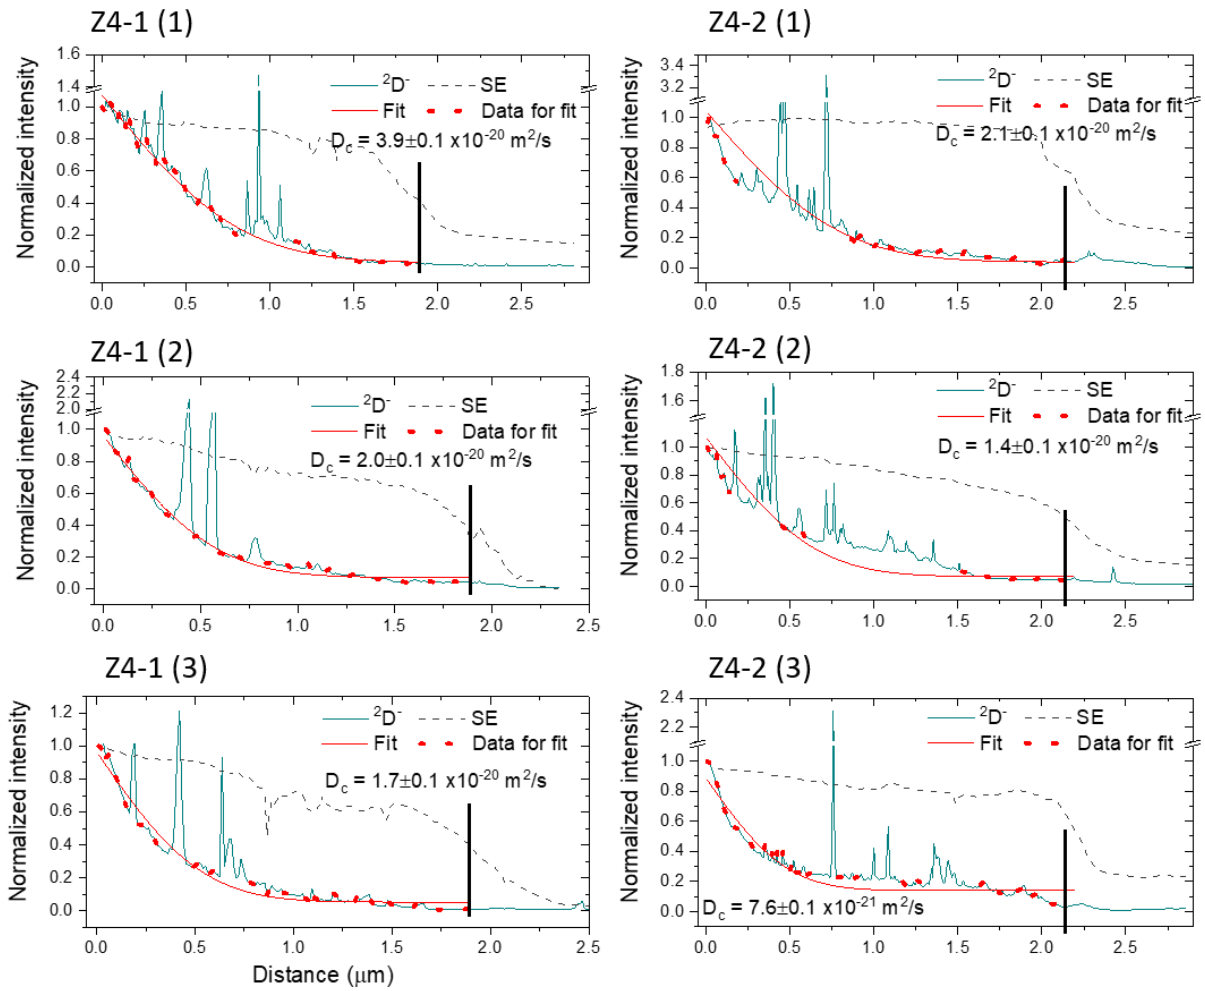 Z4-1 (1)
Normalized intensity
1.6
1.4
1.0
0.8
0.6
0.4
0.2
0.0
²D⁻ SE
Fit Data for fit
D_c = 3.9±0.1 x10⁻²⁰ m²/s
0.0 0.5 1.0 1.5 2.0 2.5
Z4-2 (1)
Normalized intensity
3.4
3.2
1.0
0.8
0.6
0.4
0.2
0.0
²D⁻ SE
Fit Data for fit
D_c = 2.1±0.1 x10⁻²⁰ m²/s
0.0 0.5 1.0 1.5 2.0 2.5
Z4-1 (2)
Normalized intensity
2.4
2.2
2.0
1.0
0.8
0.6
0.4
0.2
0.0
²D⁻ SE
Fit Data for fit
D_c = 2.0±0.1 x10⁻²⁰ m²/s
0.0 0.5 1.0 1.5 2.0 2.5
Z4-2 (2)
Normalized intensity
1.8
1.6
1.0
0.8
0.6
0.4
0.2
0.0
²D⁻ SE
Fit Data for fit
D_c = 1.4±0.1 x10⁻²⁰ m²/s
0.0 0.5 1.0 1.5 2.0 2.5
Z4-1 (3)
Normalized intensity
1.2
1.0
0.8
0.6
0.4
0.2
0.0
²D⁻ SE
Fit Data for fit
D_c = 1.7±0.1 x10⁻²⁰ m²/s
0.0 0.5 1.0 1.5 2.0 2.5
Distance (μm)
Z4-2 (3)
Normalized intensity
2.4
2.2
1.0
0.8
0.6
0.4
0.2
0.0
²D⁻ SE
Fit Data for fit
D_c = 7.6±0.1 x10⁻²¹ m²/s
0.0 0.5 1.0 1.5 2.0 2.5